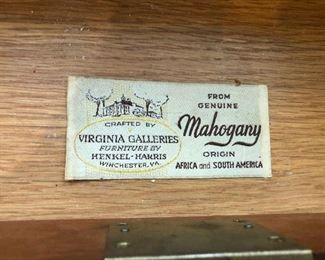 CRAFTED BY
VIRGINIA GALLERIES
FURNITURE BY
HENKEL-HARRIS
WINCHESTER, VA.
FROM
GENUINE
Mahogany
ORIGIN
AFRICA and SOUTH AMERICA